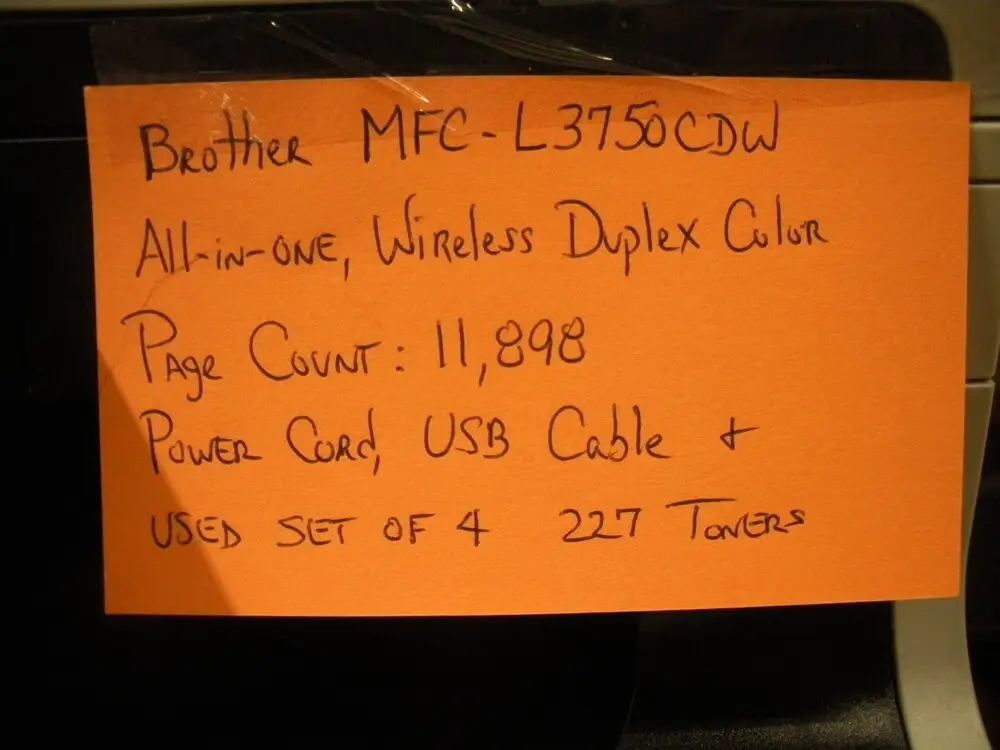 Brother MFC-L3750CDW
All-in-one, Wireless Duplex Color
Page Count: 11,898
Power Cord, USB Cable +
USED SET OF 4 227 Toners